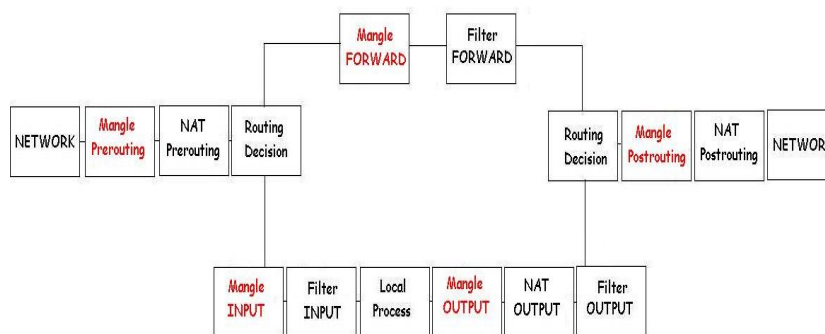 Mangle
FORWARD
Filter
FORWARD
NETWORK
Mangle
Prerouting
NAT
Prerouting
Routing
Decision
Routing
Decision
Mangle
Postrouting
NAT
Postrouting
NETWORK
Mangle
INPUT
Filter
INPUT
Local
Process
Mangle
OUTPUT
NAT
OUTPUT
Filter
OUTPUT